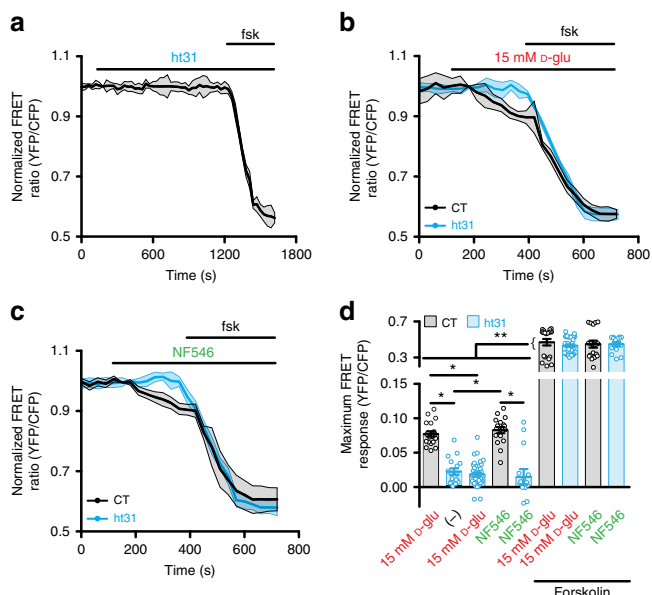 a
fsk
ht31
1.1
0.9
0.7
0.5
Normalized FRET
ratio (YFP/CFP)
0 600 1200 1800
Time (s)
b
fsk
15 mM D-glu
1.1
0.9
0.7
0.5
Normalized FRET
ratio (YFP/CFP)
CT
ht31
0 200 400 600 800
Time (s)
c
fsk
NF546
1.1
0.9
0.7
0.5
Normalized FRET
ratio (YFP/CFP)
CT
ht31
0 200 400 600 800
Time (s)
d
CT ht31
**
{
*
*
*
*
0.5
0.3
0.15
0.10
0.05
0.00
Maximum FRET
response (YFP/CFP)
15 mM D-glu
(–)
15 mM D-glu
NF546
NF546
15 mM D-glu
15 mM D-glu
NF546
NF546
Forskolin